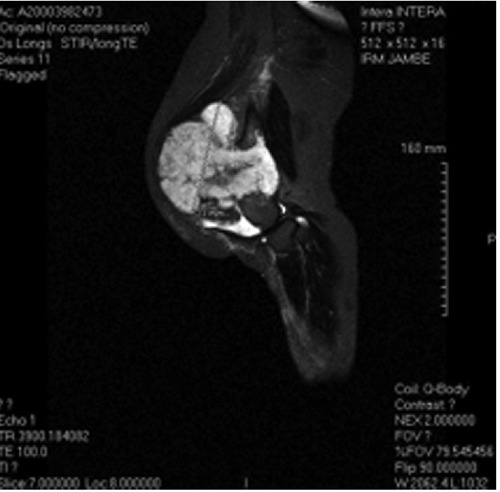 Ac: A20003982473
Original (no compression)
Os Longs STIR/longTE
Series 11
Flagged
Intera INTERA
? FFS ?
512 x 512 x 16
IRM JAMBE
160 mm
P
? ?
Echo 1
TR 3900.184082
TE 100.0
TI ?
Slice:7.000000 Loc:8.000000
Coil: Q-Body
Contrast: ?
NEX 2.000000
FOV ?
%FOV 79.545456
Flip 90.000000
W 2062.4 L:1032